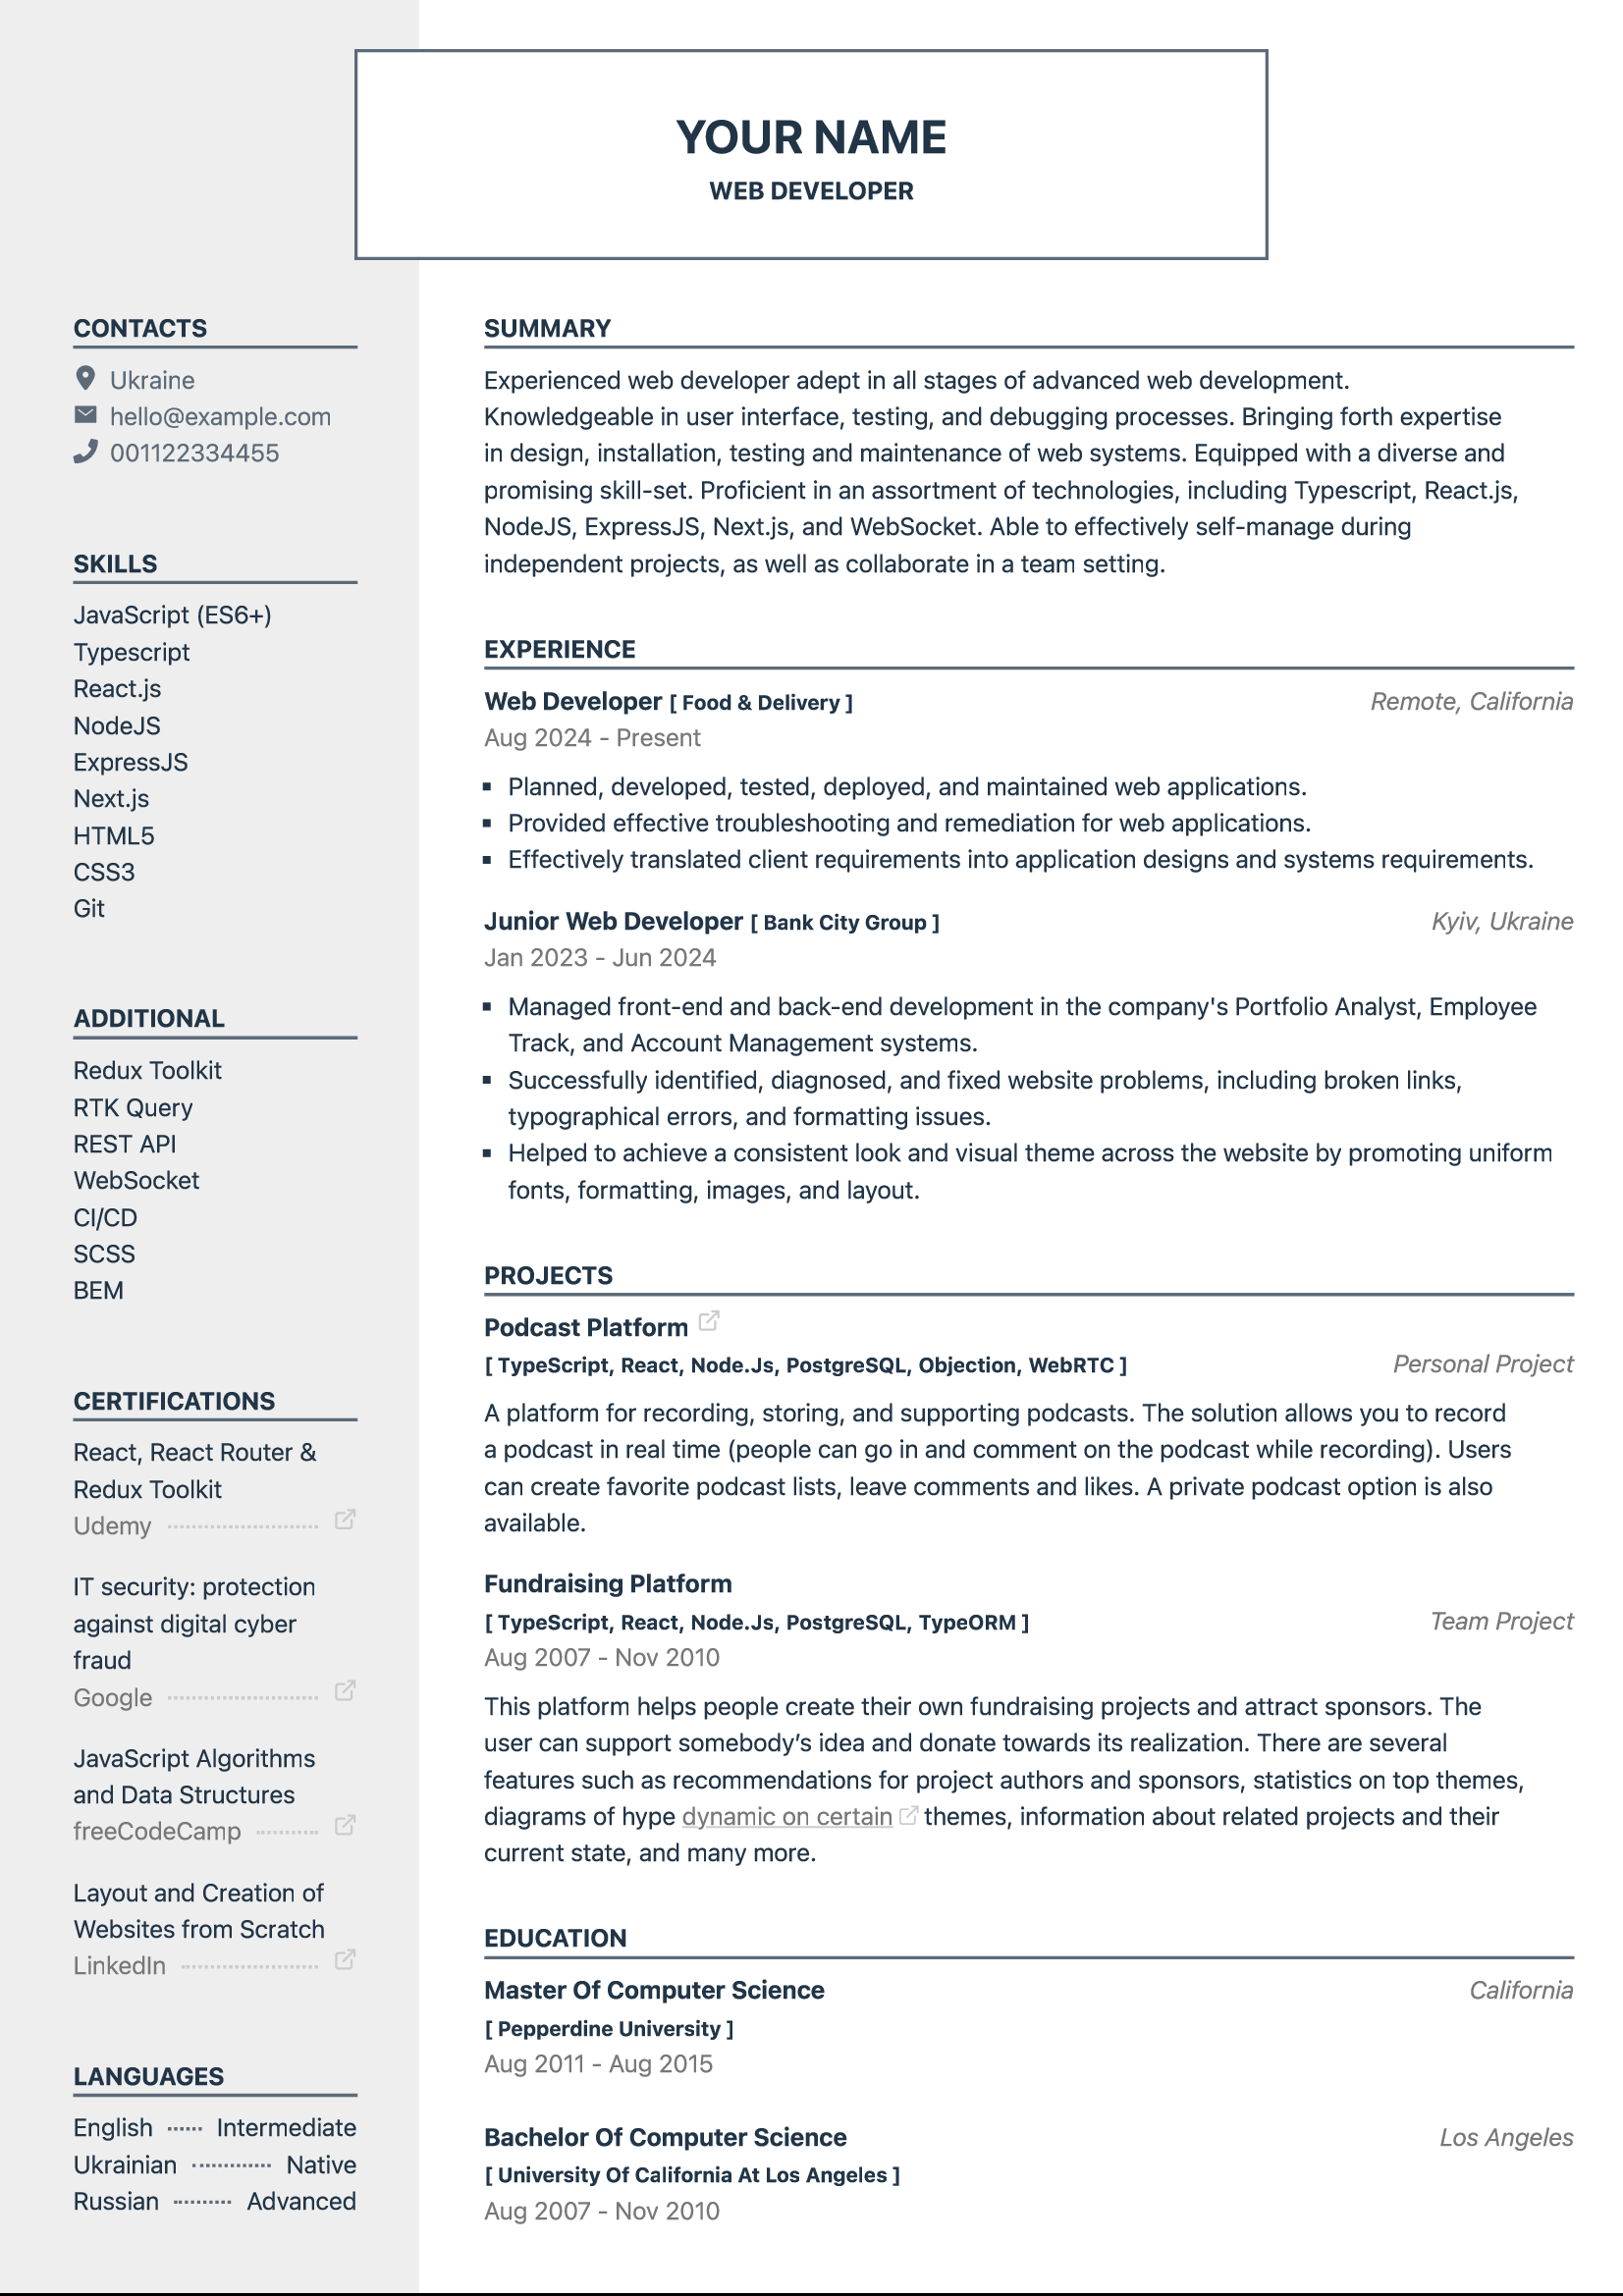 YOUR NAME
WEB DEVELOPER
CONTACTS
Ukraine
hello@example.com
001122334455
SKILLS
JavaScript (ES6+)
Typescript
React.js
NodeJS
ExpressJS
Next.js
HTML5
CSS3
Git
ADDITIONAL
Redux Toolkit
RTK Query
REST API
WebSocket
CI/CD
SCSS
BEM
CERTIFICATIONS
React, React Router &
Redux Toolkit
Udemy
IT security: protection
against digital cyber
fraud
Google
JavaScript Algorithms
and Data Structures
freeCodeCamp
Layout and Creation of
Websites from Scratch
LinkedIn
LANGUAGES
English Intermediate
Ukrainian Native
Russian Advanced
SUMMARY
Experienced web developer adept in all stages of advanced web development.
Knowledgeable in user interface, testing, and debugging processes. Bringing forth expertise
in design, installation, testing and maintenance of web systems. Equipped with a diverse and
promising skill-set. Proficient in an assortment of technologies, including Typescript, React.js,
NodeJS, ExpressJS, Next.js, and WebSocket. Able to effectively self-manage during
independent projects, as well as collaborate in a team setting.
EXPERIENCE
Web Developer [ Food & Delivery ] Remote, California
Aug 2024 - Present
▪ Planned, developed, tested, deployed, and maintained web applications.
▪ Provided effective troubleshooting and remediation for web applications.
▪ Effectively translated client requirements into application designs and systems requirements.
Junior Web Developer [ Bank City Group ] Kyiv, Ukraine
Jan 2023 - Jun 2024
▪ Managed front-end and back-end development in the company's Portfolio Analyst, Employee
Track, and Account Management systems.
▪ Successfully identified, diagnosed, and fixed website problems, including broken links,
typographical errors, and formatting issues.
▪ Helped to achieve a consistent look and visual theme across the website by promoting uniform
fonts, formatting, images, and layout.
PROJECTS
Podcast Platform
[ TypeScript, React, Node.Js, PostgreSQL, Objection, WebRTC ] Personal Project
A platform for recording, storing, and supporting podcasts. The solution allows you to record
a podcast in real time (people can go in and comment on the podcast while recording). Users
can create favorite podcast lists, leave comments and likes. A private podcast option is also
available.
Fundraising Platform
[ TypeScript, React, Node.Js, PostgreSQL, TypeORM ] Team Project
Aug 2007 - Nov 2010
This platform helps people create their own fundraising projects and attract sponsors. The
user can support somebody’s idea and donate towards its realization. There are several
features such as recommendations for project authors and sponsors, statistics on top themes,
diagrams of hype dynamic on certain themes, information about related projects and their
current state, and many more.
EDUCATION
Master Of Computer Science California
[ Pepperdine University ]
Aug 2011 - Aug 2015
Bachelor Of Computer Science Los Angeles
[ University Of California At Los Angeles ]
Aug 2007 - Nov 2010